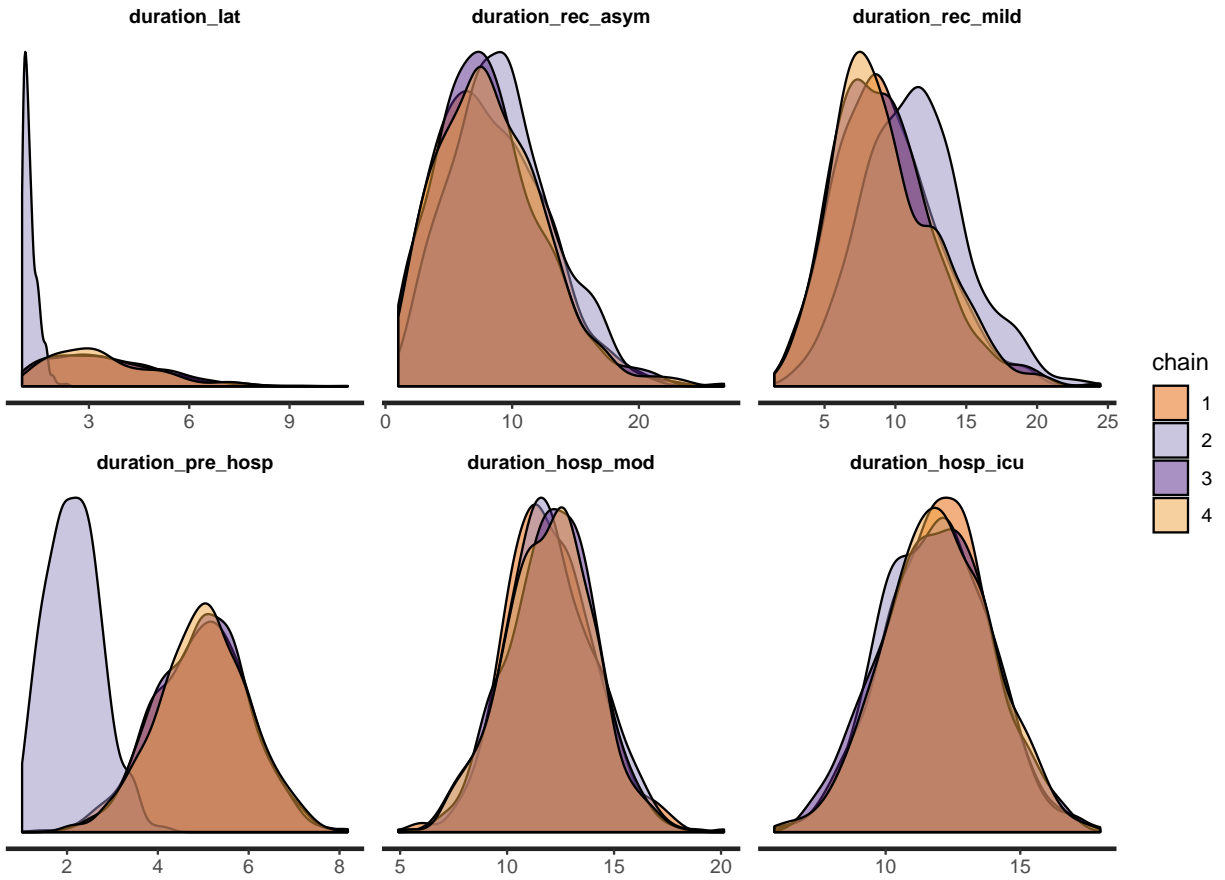 duration_lat
duration_rec_asym
duration_rec_mild
3 6 9
0 10 20
5 10 15 20 25
duration_pre_hosp
duration_hosp_mod
duration_hosp_icu
2 4 6 8
5 10 15 20
10 15
chain
1
2
3
4